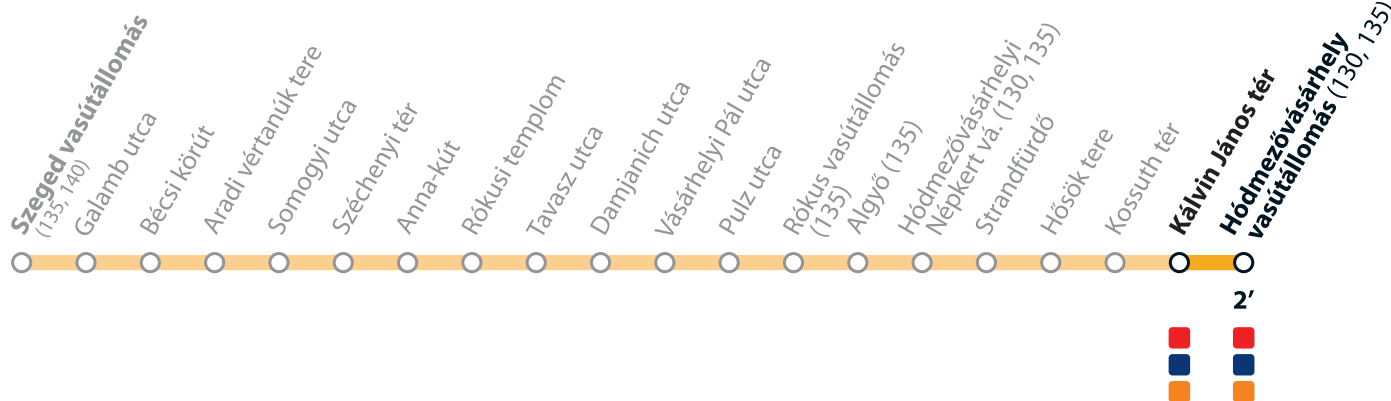 Szeged vasútállomás
(135, 140)
Galamb utca
Bécsi körút
Aradi vértanúk tere
Somogyi utca
Széchenyi tér
Anna-kút
Rókusi templom
Tavasz utca
Damjanich utca
Vásárhelyi Pál utca
Pulz utca
Rókus vasútállomás
(135)
Algyő (135)
Hódmezővásárhelyi
Népkert vá. (130, 135)
Strandfürdő
Hősök tere
Kossuth tér
Kálvin János tér
Hódmezővásárhely
vasútállomás (130, 135)
2’